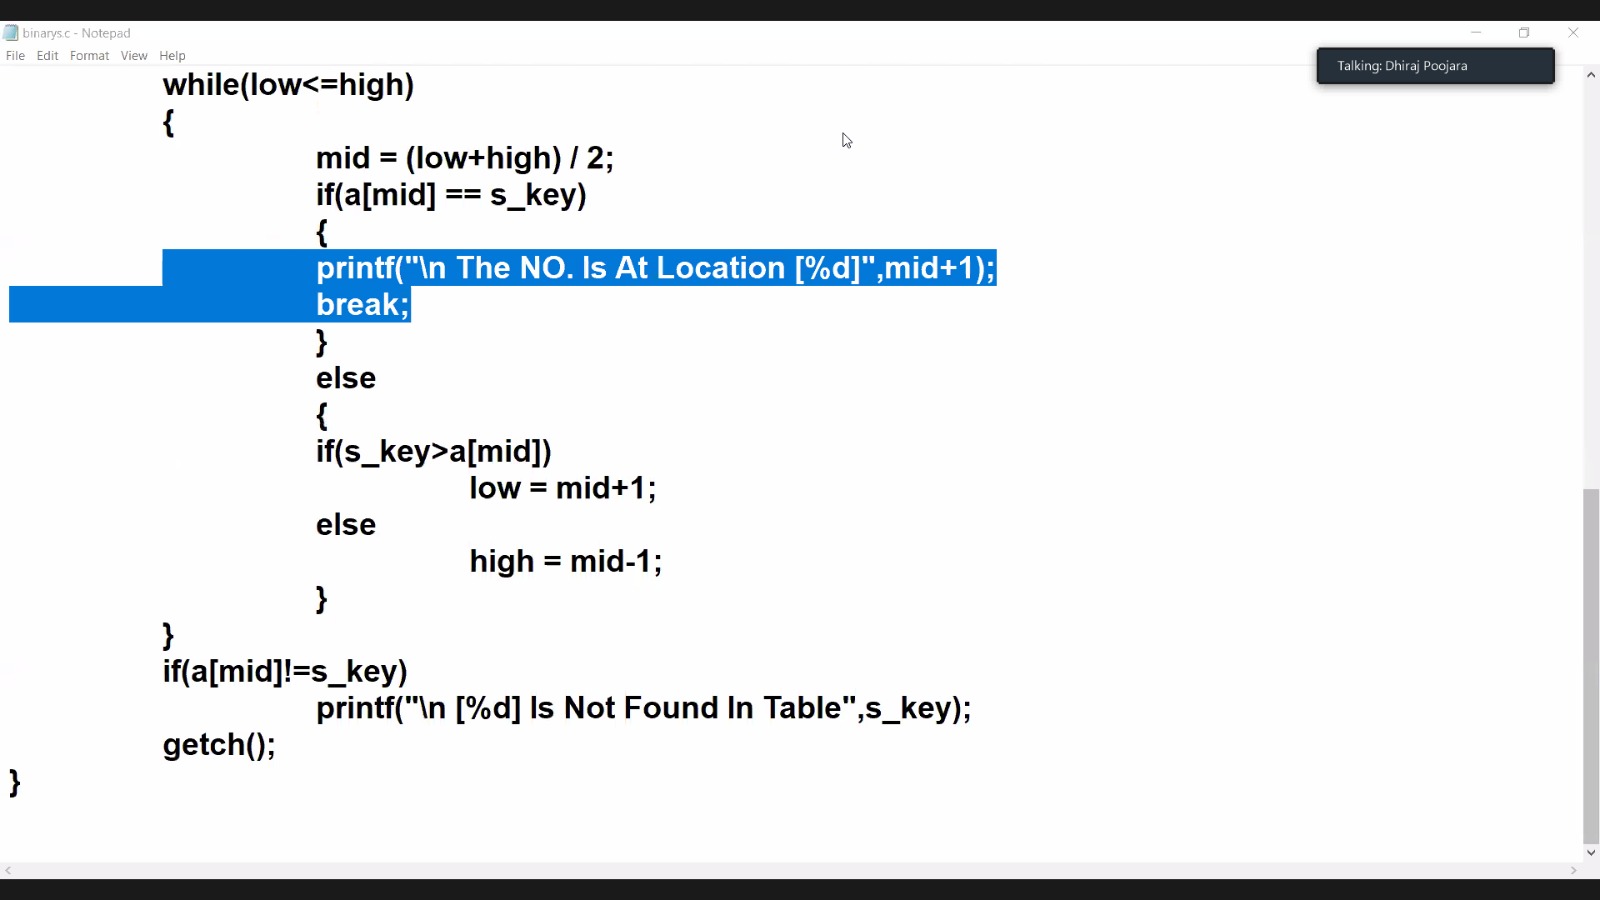 binarys.c - Notepad
File Edit Format View Help
Talking: Dhiraj Poojara
while(low<=high)
{
mid = (low+high) / 2;
if(a[mid] == s_key)
{
printf("\n The NO. Is At Location [%d]",mid+1);
break;
}
else
{
if(s_key>a[mid])
low = mid+1;
else
high = mid-1;
}
}
if(a[mid]!=s_key)
printf("\n [%d] Is Not Found In Table",s_key);
getch();
}